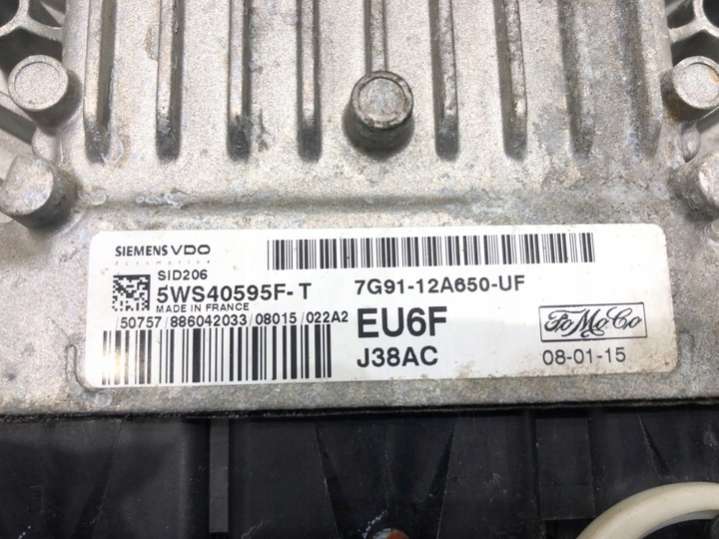 SIEMENS VDO
Automotive
SID206
5WS40595F-T 7G91-12A650-UF
MADE IN FRANCE
50757/886042033/08015/022A2
EU6F FoMoCo
J38AC 08-01-15